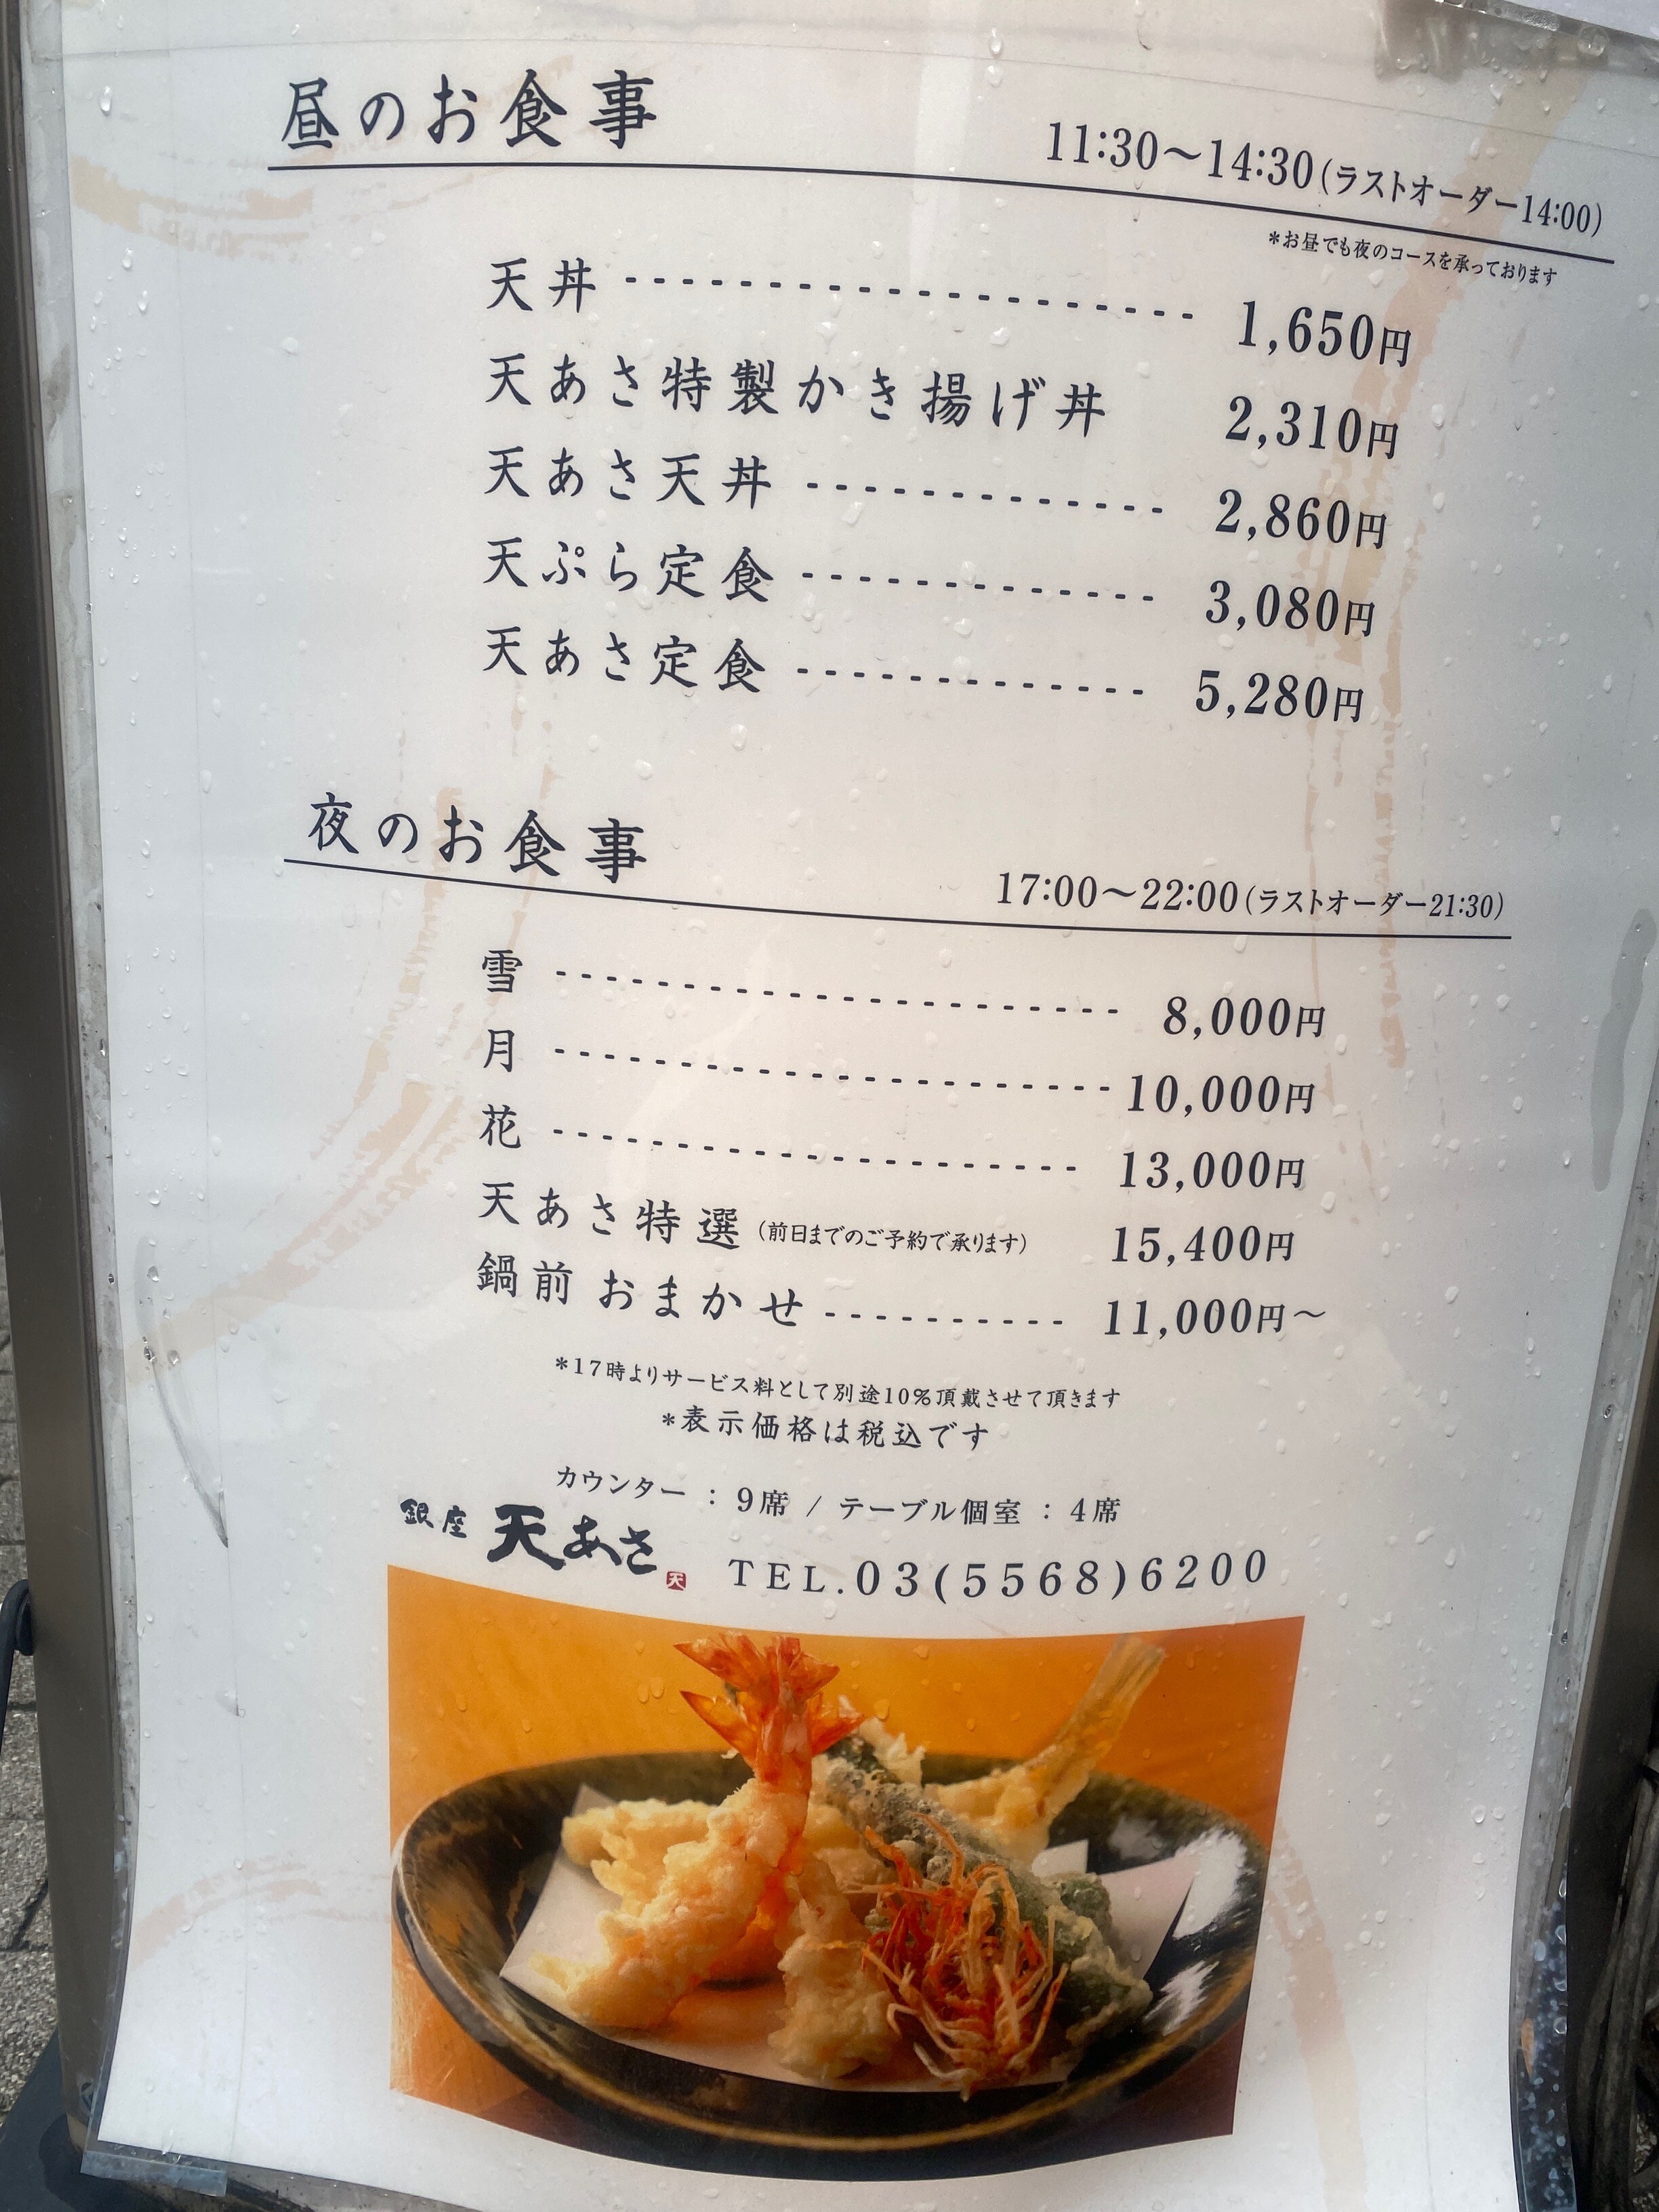 昼のお食事
11:30～14:30(ラストオーダー14:00)
*お昼でも夜のコースを承っております
天丼 1,650円
天あさ特製かき揚げ丼 2,310円
天あさ天丼 2,860円
天ぷら定食 3,080円
天あさ定食 5,280円
夜のお食事
17:00～22:00(ラストオーダー21:30)
雪 8,000円
月 10,000円
花 13,000円
天あさ特選(前日までのご予約で承ります) 15,400円
鍋前 おまかせ 11,000円～
*17時よりサービス料として別途10%頂戴させて頂きます
*表示価格は税込です
カウンター : 9席 / テーブル個室 : 4席
銀座 天あさ 天 TEL.03(5568)6200